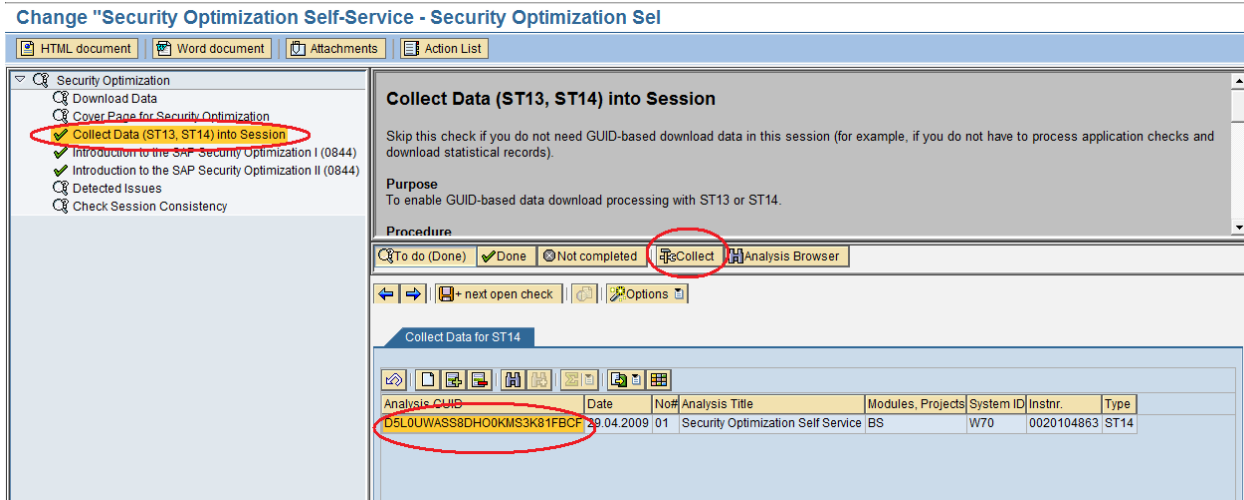 Change "Security Optimization Self-Service - Security Optimization Sel
HTML document Word document Attachments Action List
Security Optimization
Download Data
Cover Page for Security Optimization
Collect Data (ST13, ST14) into Session
Introduction to the SAP Security Optimization I (0844)
Introduction to the SAP Security Optimization II (0844)
Detected Issues
Check Session Consistency
Collect Data (ST13, ST14) into Session
Skip this check if you do not need GUID-based download data in this session (for example, if you do not have to process application checks and
download statistical records).
Purpose
To enable GUID-based data download processing with ST13 or ST14.
Procedure
To do (Done) Done Not completed Collect Analysis Browser
+ next open check Options
Collect Data for ST14
Analysis GUID Date No# Analysis Title Modules, Projects System ID Instnr. Type
D5L0UWASS8DHO0KMS3K81FBCF 29.04.2009 01 Security Optimization Self Service BS W70 0020104863 ST14